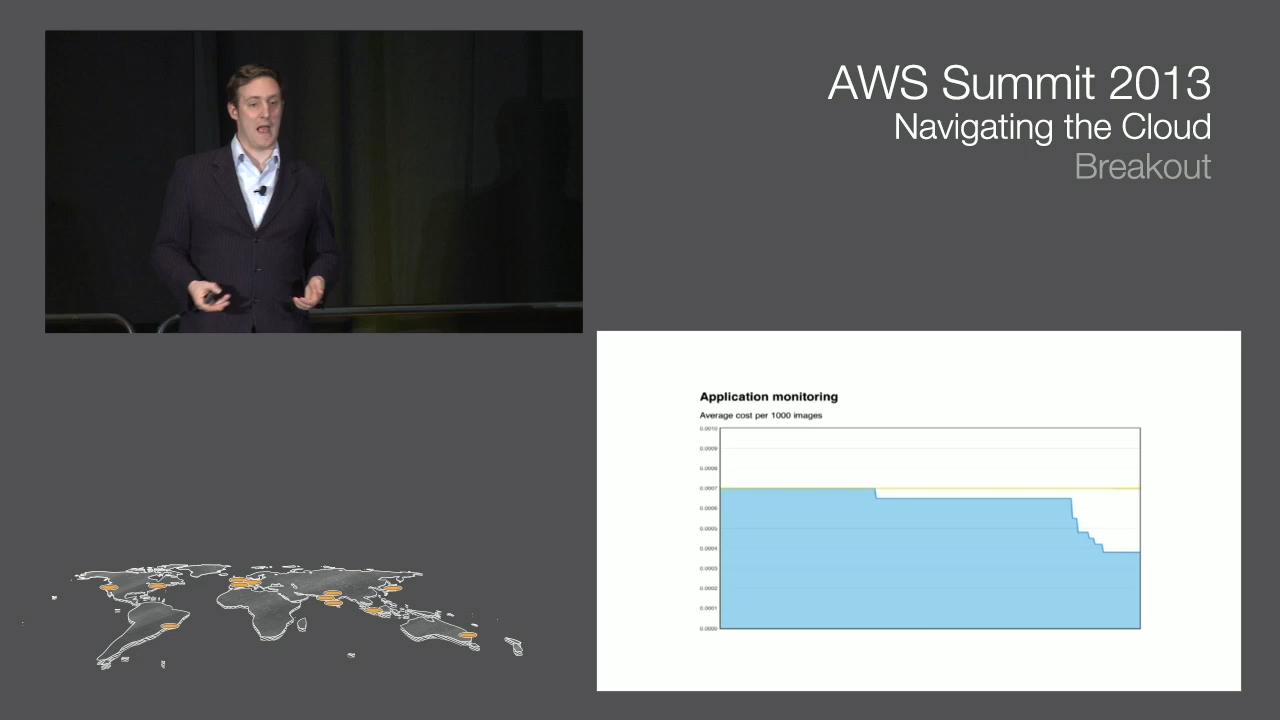 AWS Summit 2013
Navigating the Cloud
Breakout
Application monitoring
Average cost per 1000 images
0.0010
0.0009
0.0008
0.0007
0.0006
0.0005
0.0004
0.0003
0.0002
0.0001
0.0000